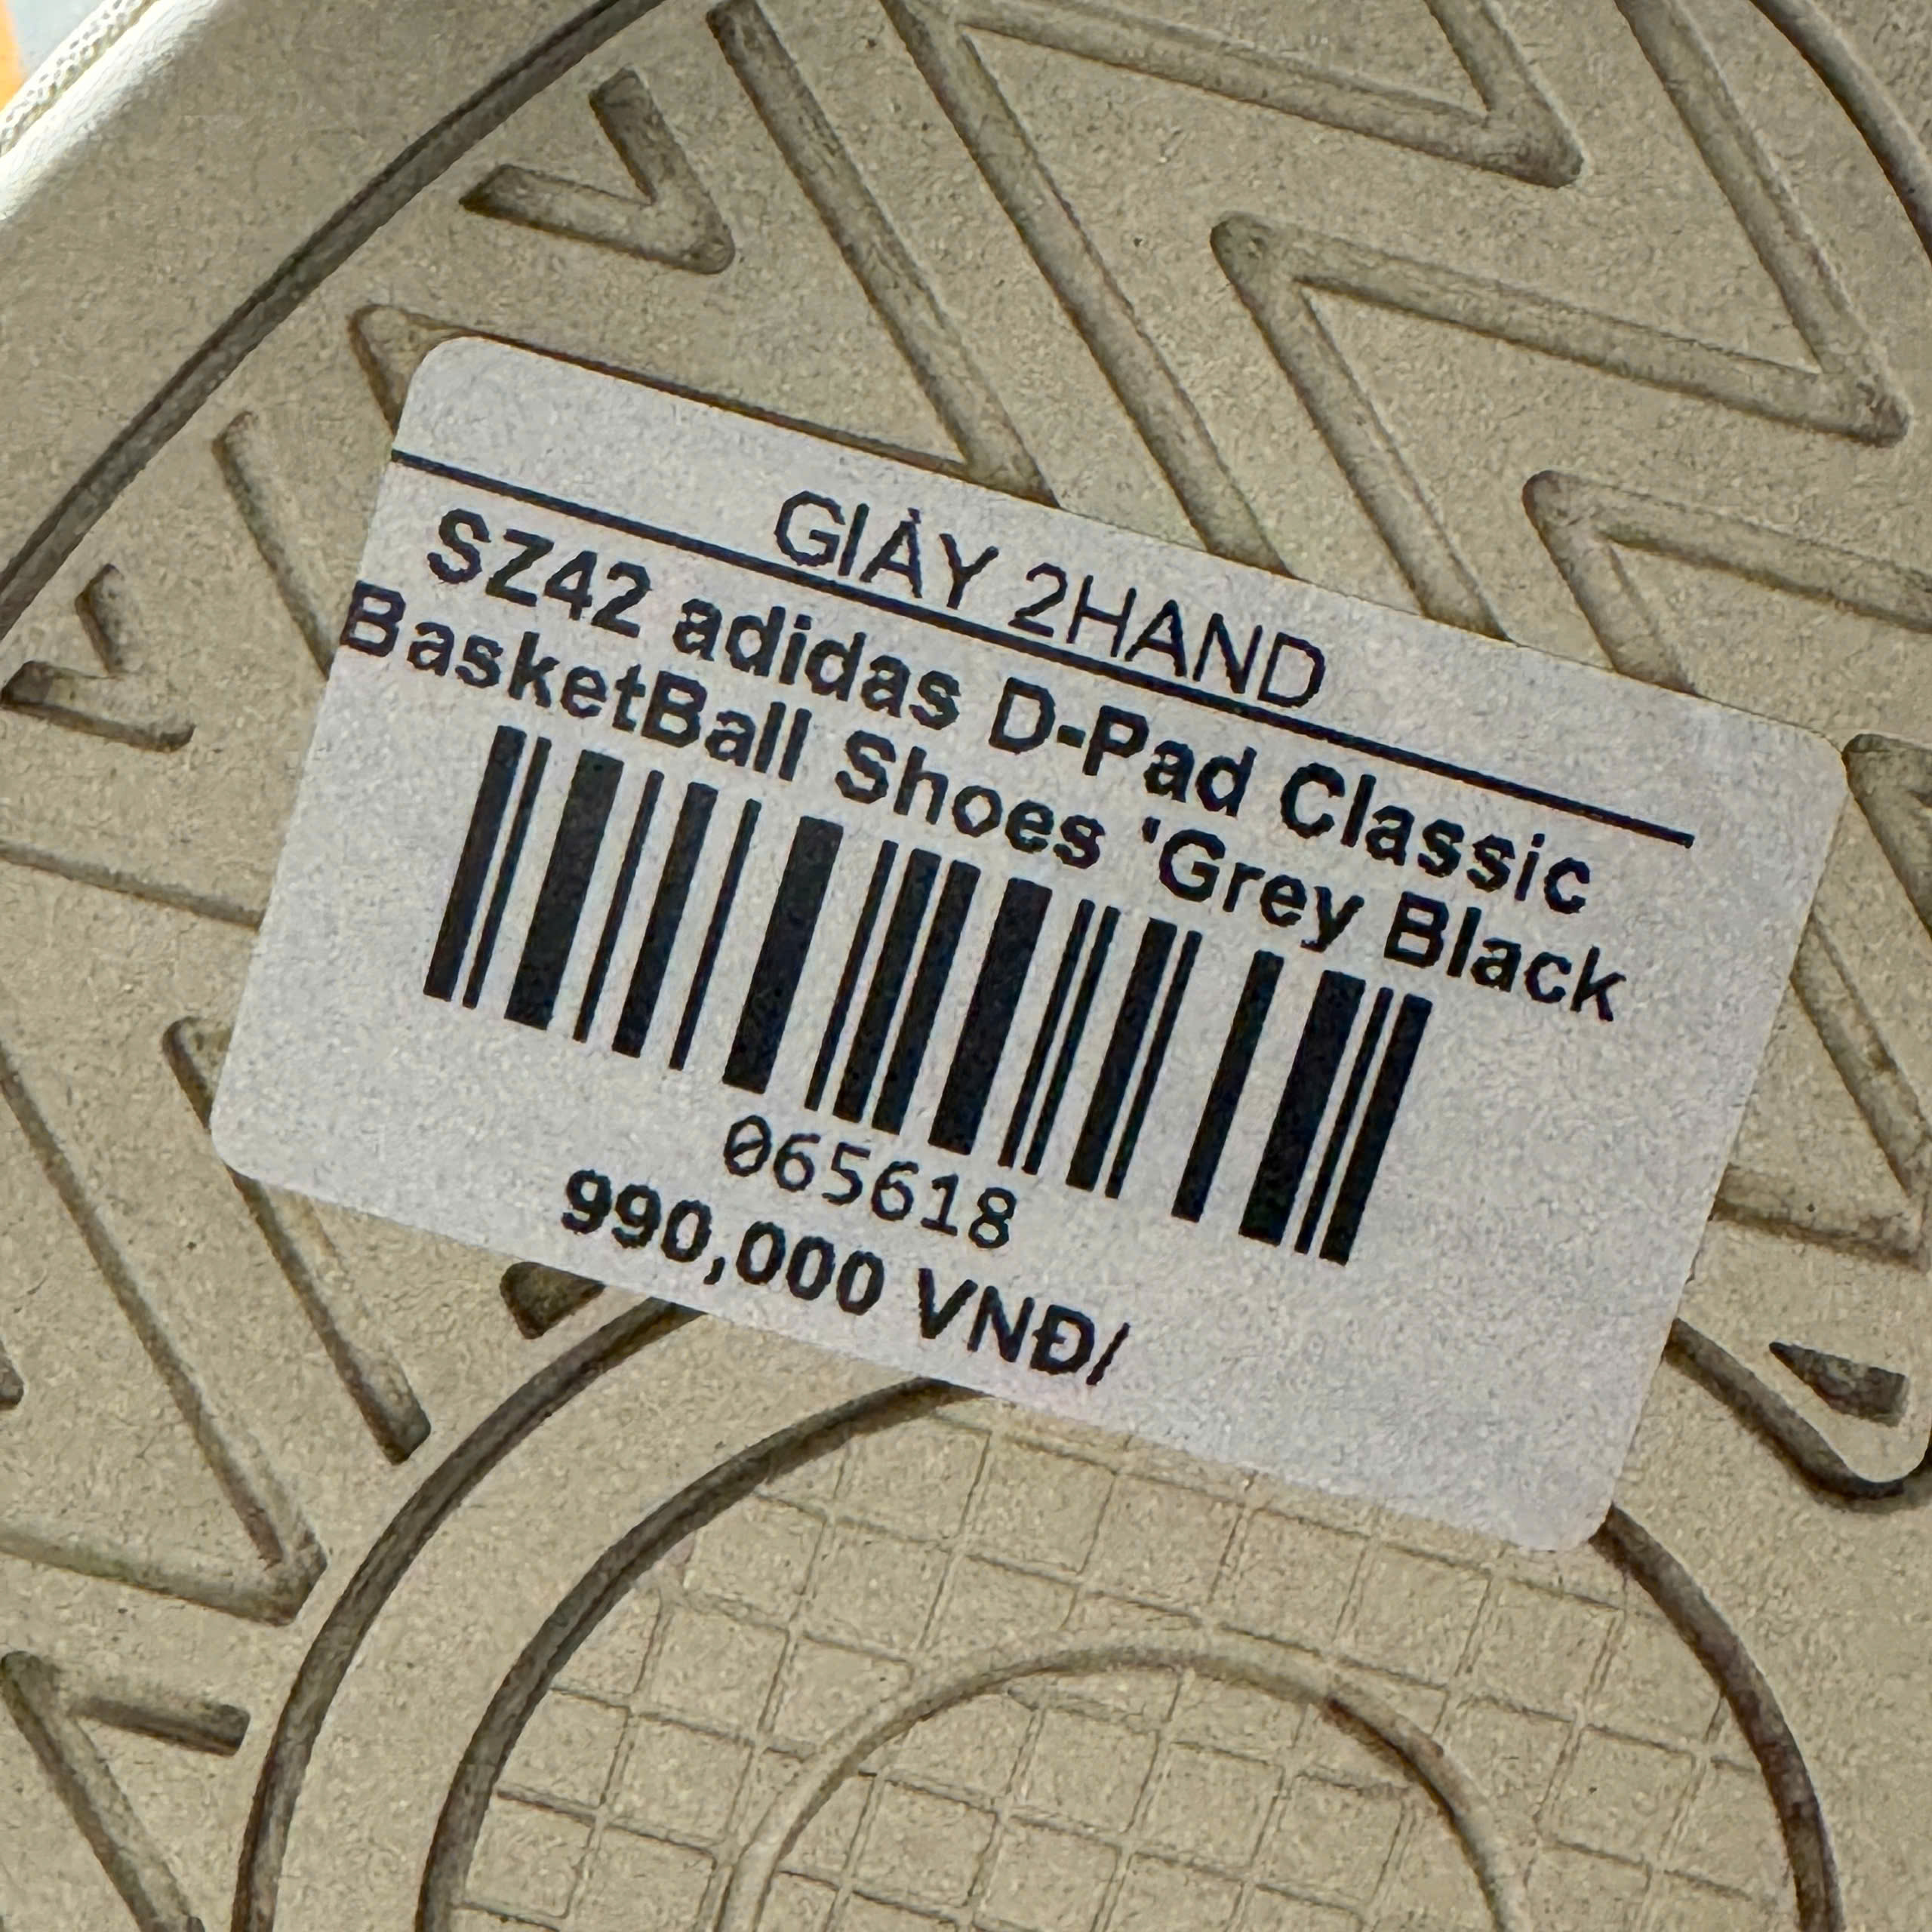 GIÀY 2HAND
SZ42 adidas D-Pad Classic
BasketBall Shoes 'Grey Black
065618
990,000 VNĐ/